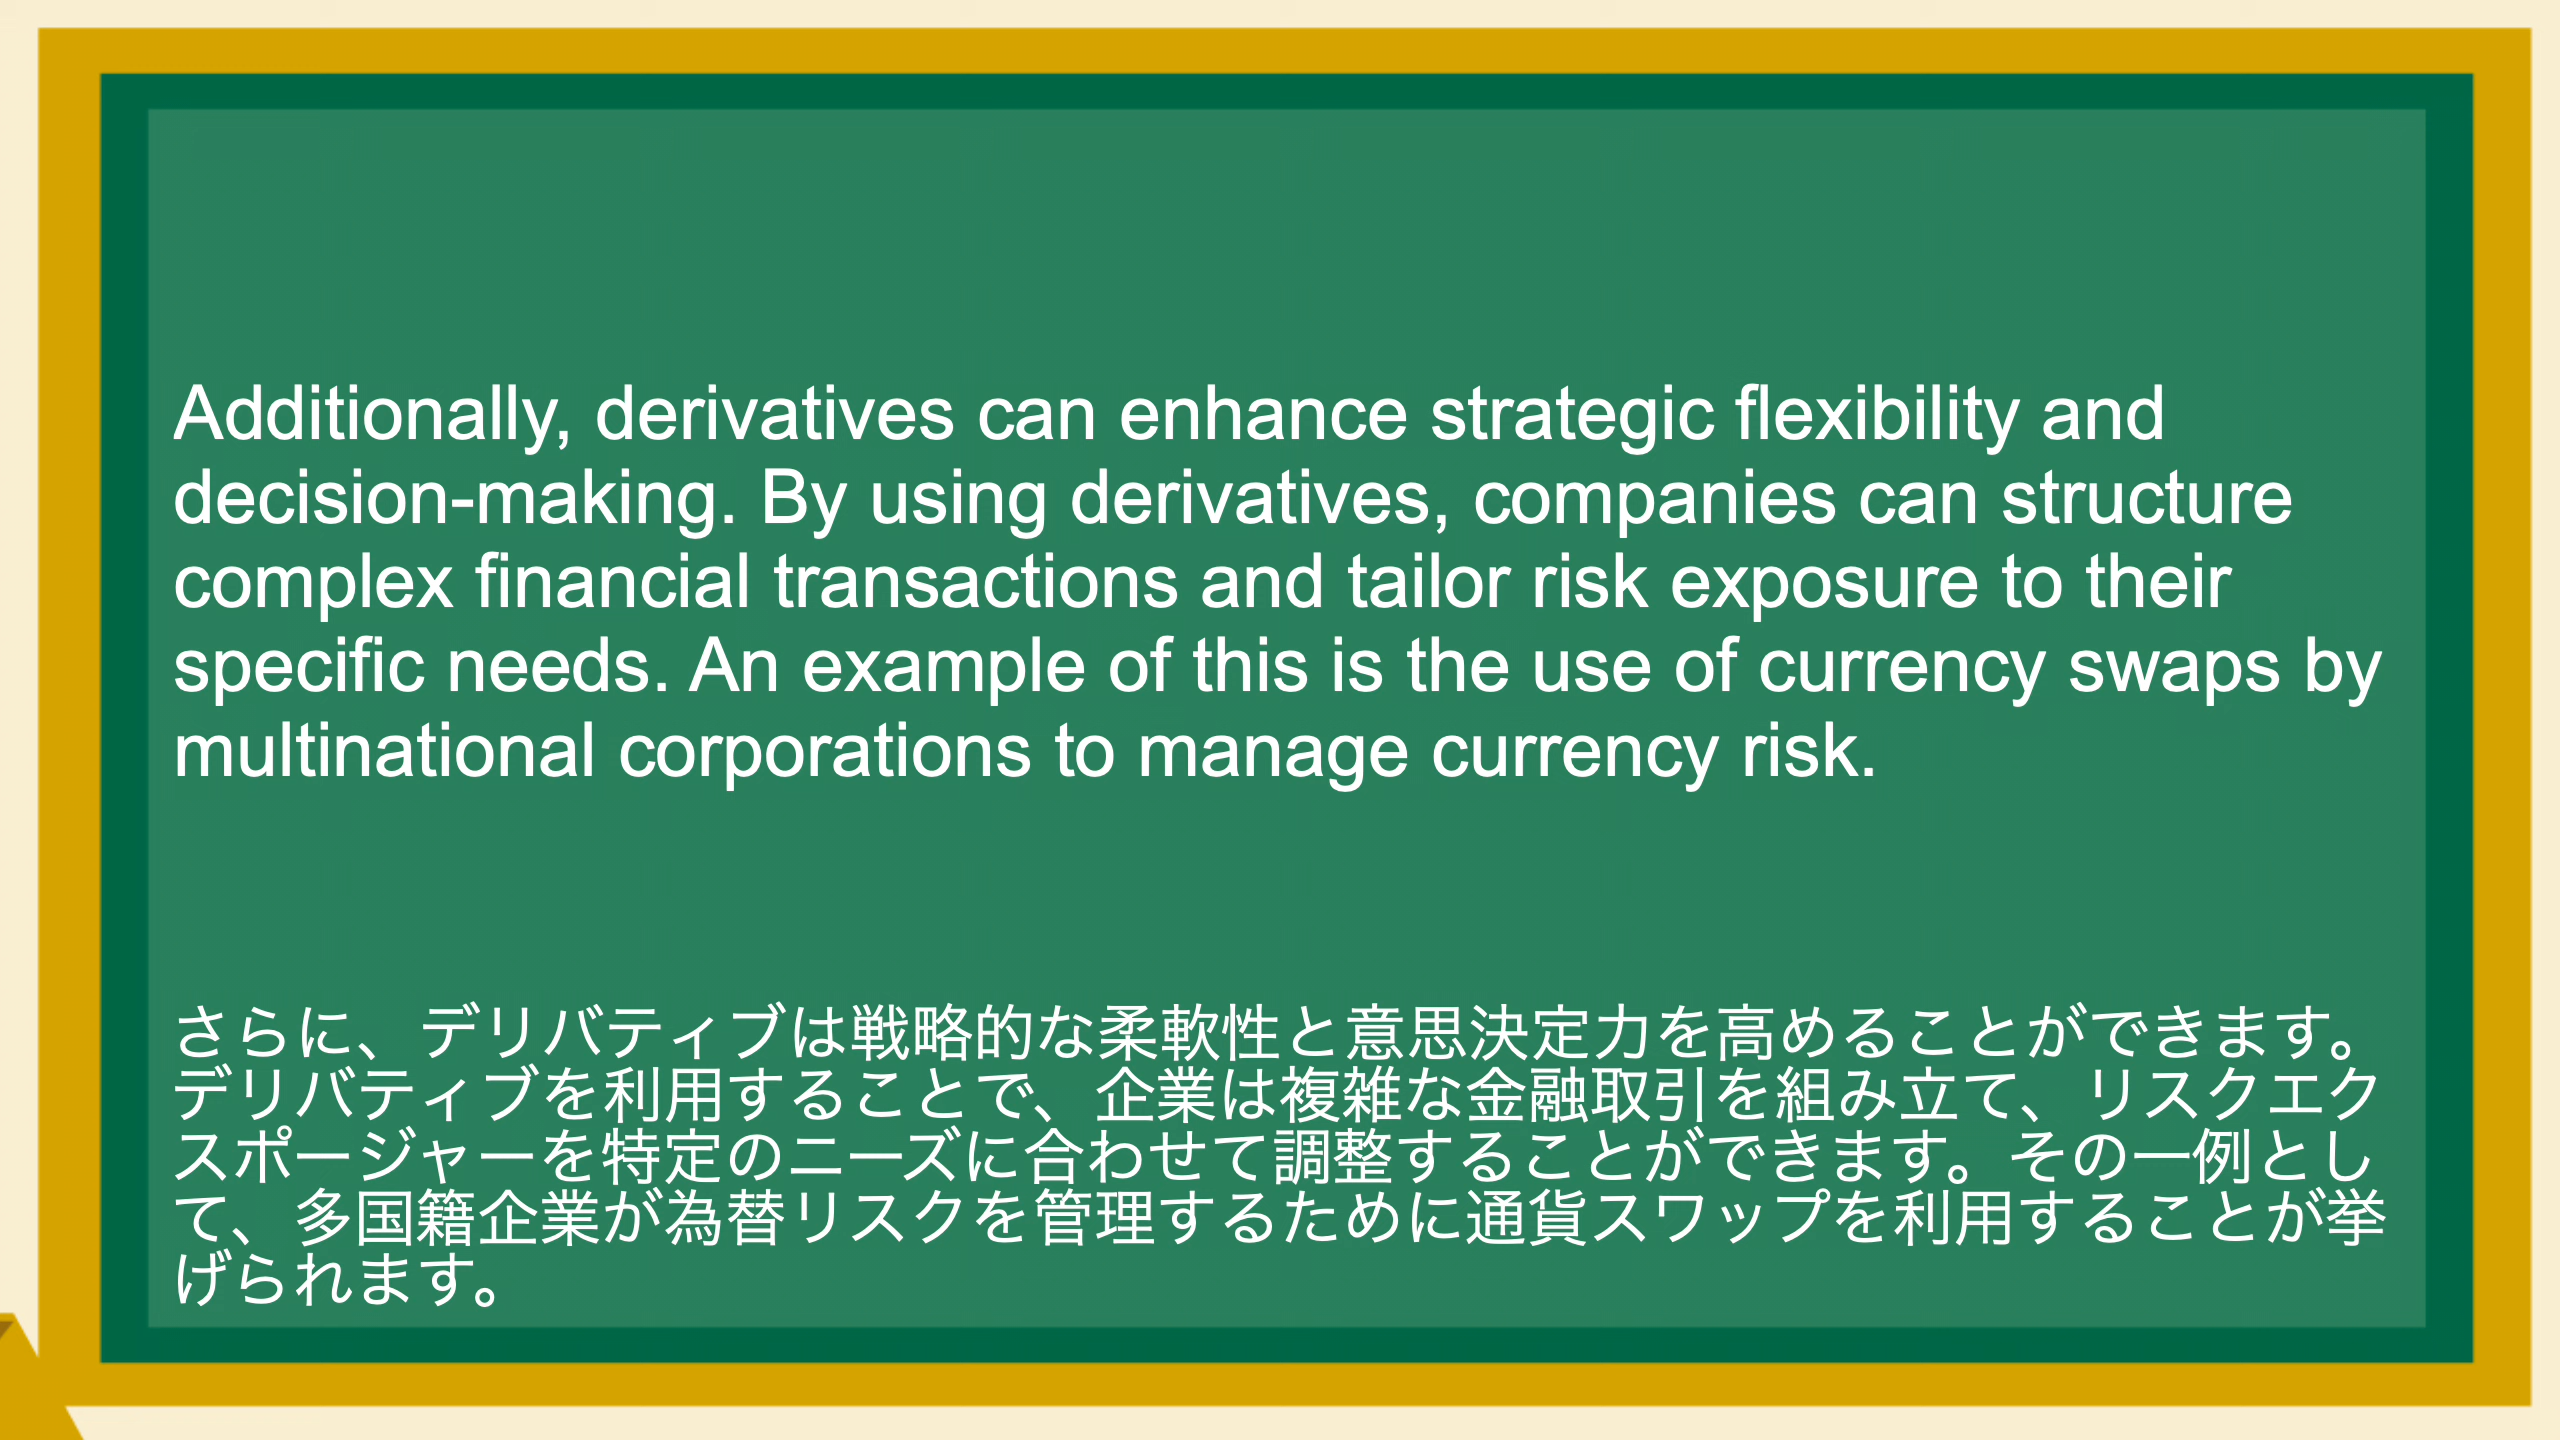 Additionally, derivatives can enhance strategic flexibility and
decision-making. By using derivatives, companies can structure
complex financial transactions and tailor risk exposure to their
specific needs. An example of this is the use of currency swaps by
multinational corporations to manage currency risk.
さらに、デリバティブは戦略的な柔軟性と意思決定力を高めることができます。
デリバティブを利用することで、企業は複雑な金融取引を組み立て、リスクエク
スポージャーを特定のニーズに合わせて調整することができます。その一例とし
て、多国籍企業が為替リスクを管理するために通貨スワップを利用することが挙
げられます。